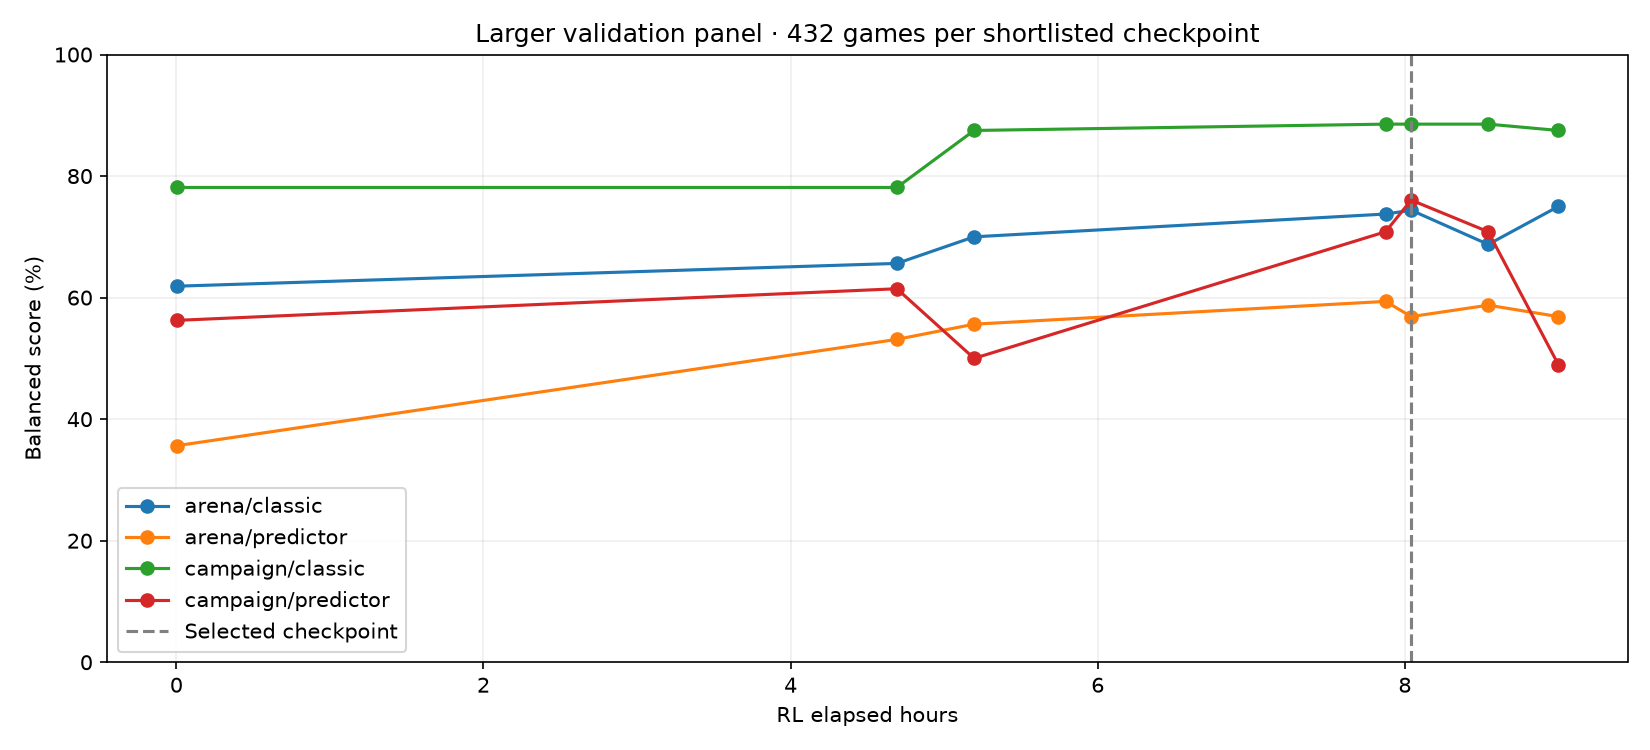 Larger validation panel · 432 games per shortlisted checkpoint
Balanced score (%)
100
80
60
40
20
0
arena/classic
arena/predictor
campaign/classic
campaign/predictor
Selected checkpoint
0 2 4 6 8
RL elapsed hours